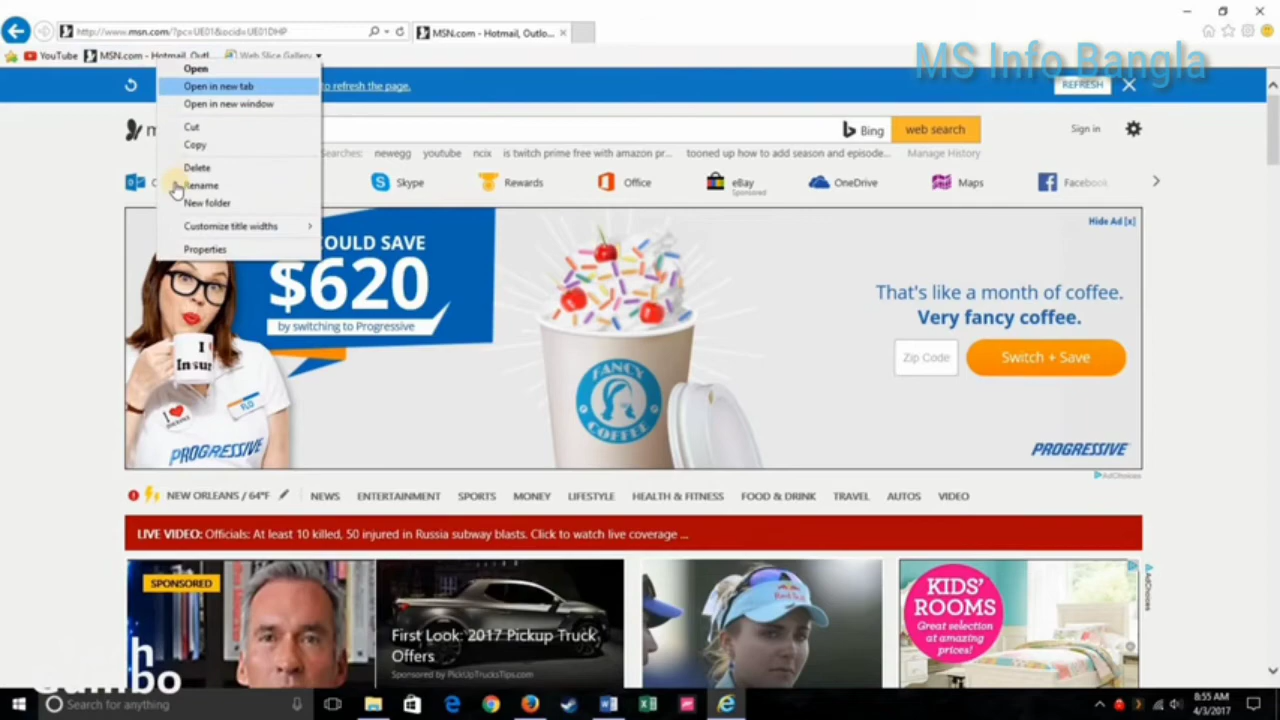 http://www.msn.com/?pc=UE01&ocid=UE01DHP
MSN.com - Hotmail, Outlo...
YouTube
MSN.com - Hotmail, Outl...
Web Slice Gallery
MS Info Bangla
Open
Open in new tab
Open in new window
Cut
Copy
Delete
Rename
New folder
Customize title widths
Properties
to refresh the page.
REFRESH
m
Bing
web search
Sign in
Searches: newegg youtube ncix is twitch prime free with amazon pr... tooned up how to add season and episode... Manage History
Skype
Rewards
Office
eBay
Sponsored
OneDrive
Maps
Facebook
Hide Ad [x]
OULD SAVE
$620
by switching to Progressive
I
Insur
FLO
PROGRESSIVE
FANCY
COFFEE
That's like a month of coffee.
Very fancy coffee.
Zip Code
Switch + Save
PROGRESSIVE
AdChoices
NEW ORLEANS / 64°F
NEWS ENTERTAINMENT SPORTS MONEY LIFESTYLE HEALTH & FITNESS FOOD & DRINK TRAVEL AUTOS VIDEO
LIVE VIDEO: Officials: At least 10 killed, 50 injured in Russia subway blasts. Click to watch live coverage ...
SPONSORED
First Look: 2017 Pickup Truck
Offers
Sponsored by PickUpTrucksTips.com
Red Bull
KIDS'
ROOMS
Great selection
at amazing
prices!
AdChoices
Search for anything
8:55 AM
4/3/2017